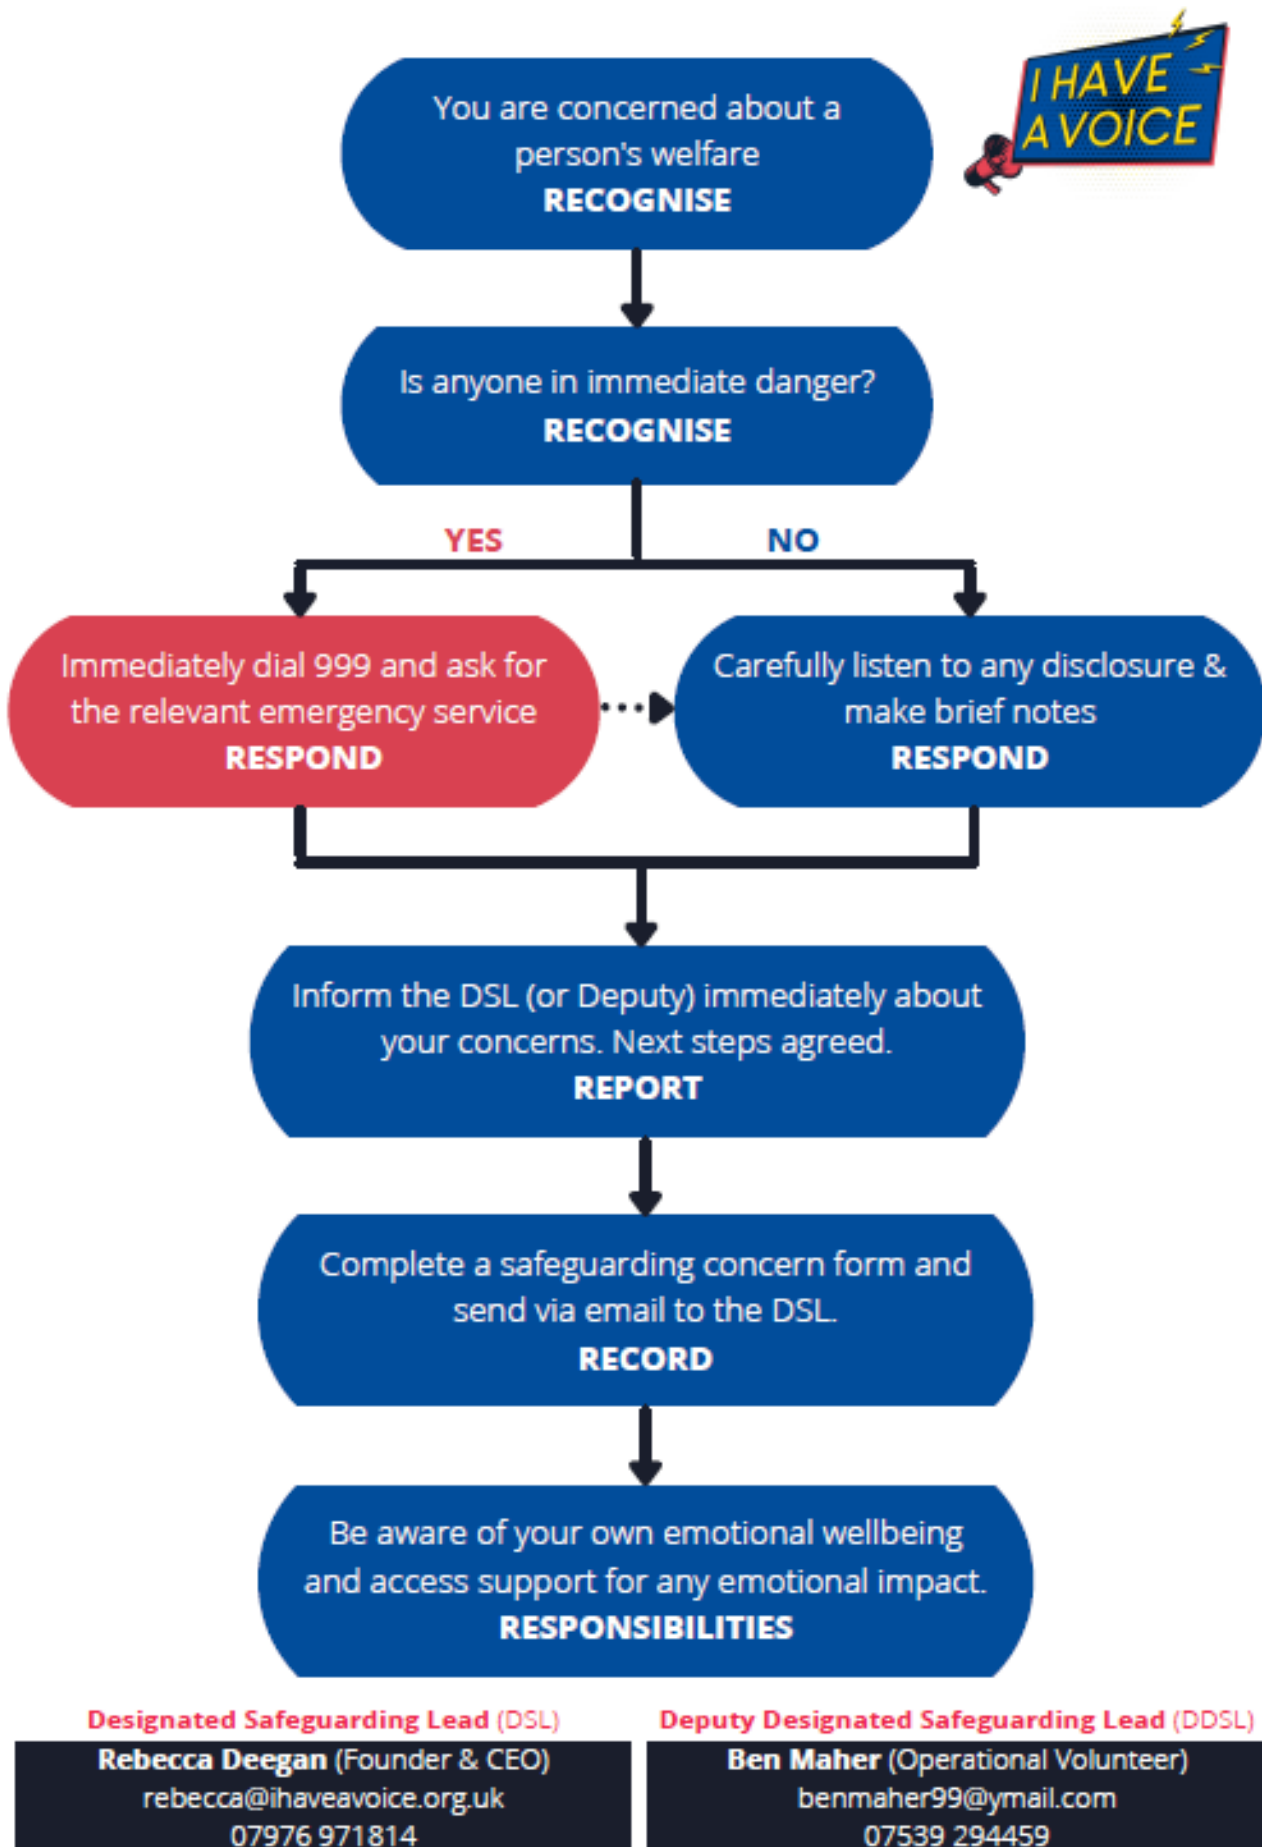 I HAVE
A VOICE
You are concerned about a
person's welfare
RECOGNISE
Is anyone in immediate danger?
RECOGNISE
YES
NO
Immediately dial 999 and ask for
the relevant emergency service
RESPOND
Carefully listen to any disclosure &
make brief notes
RESPOND
Inform the DSL (or Deputy) immediately about
your concerns. Next steps agreed.
REPORT
Complete a safeguarding concern form and
send via email to the DSL.
RECORD
Be aware of your own emotional wellbeing
and access support for any emotional impact.
RESPONSIBILITIES
Designated Safeguarding Lead (DSL)
Rebecca Deegan (Founder & CEO)
rebecca@ihaveavoice.org.uk
07976 971814
Deputy Designated Safeguarding Lead (DDSL)
Ben Maher (Operational Volunteer)
benmaher99@ymail.com
07539 294459